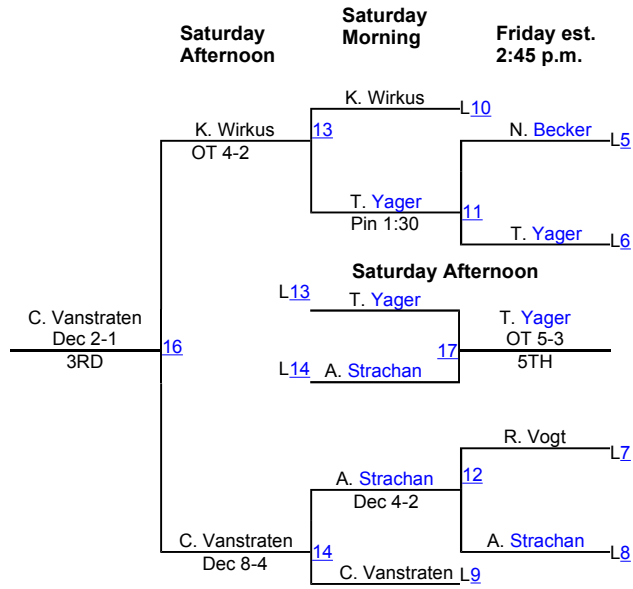 Saturday
Afternoon
Saturday
Morning
Friday est.
2:45 p.m.
K. Wirkus
L10
K. Wirkus
13
N. Becker
L5
OT 4-2
T. Yager
11
Pin 1:30
T. Yager
L6
Saturday Afternoon
L13
T. Yager
C. Vanstraten
T. Yager
Dec 2-1
16
17
OT 5-3
3RD
5TH
L14
A. Strachan
R. Vogt
L7
A. Strachan
12
Dec 4-2
C. Vanstraten
14
A. Strachan
L8
Dec 8-4
C. Vanstraten L9